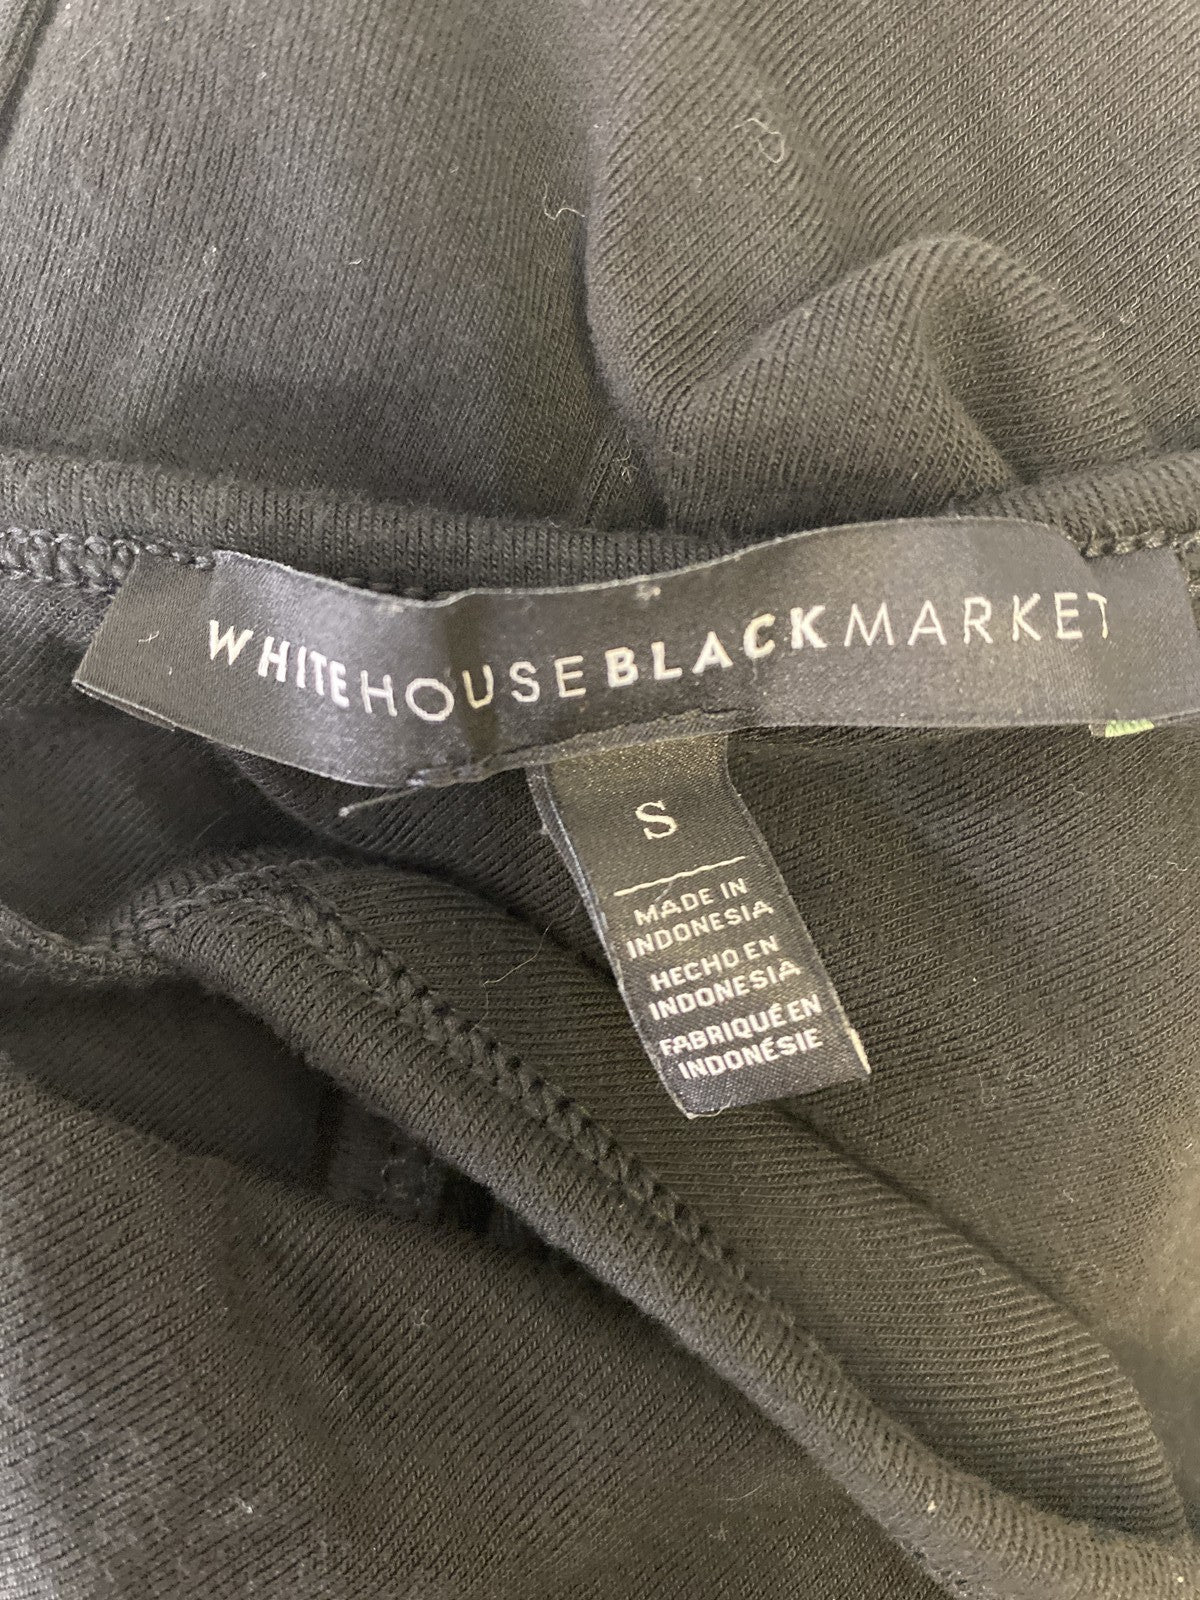 WHITEHOUSEBLACKMARKET
S
MADE IN
INDONESIA
HECHO EN
INDONESIA
FABRIQUÉ EN
INDONÉSIE